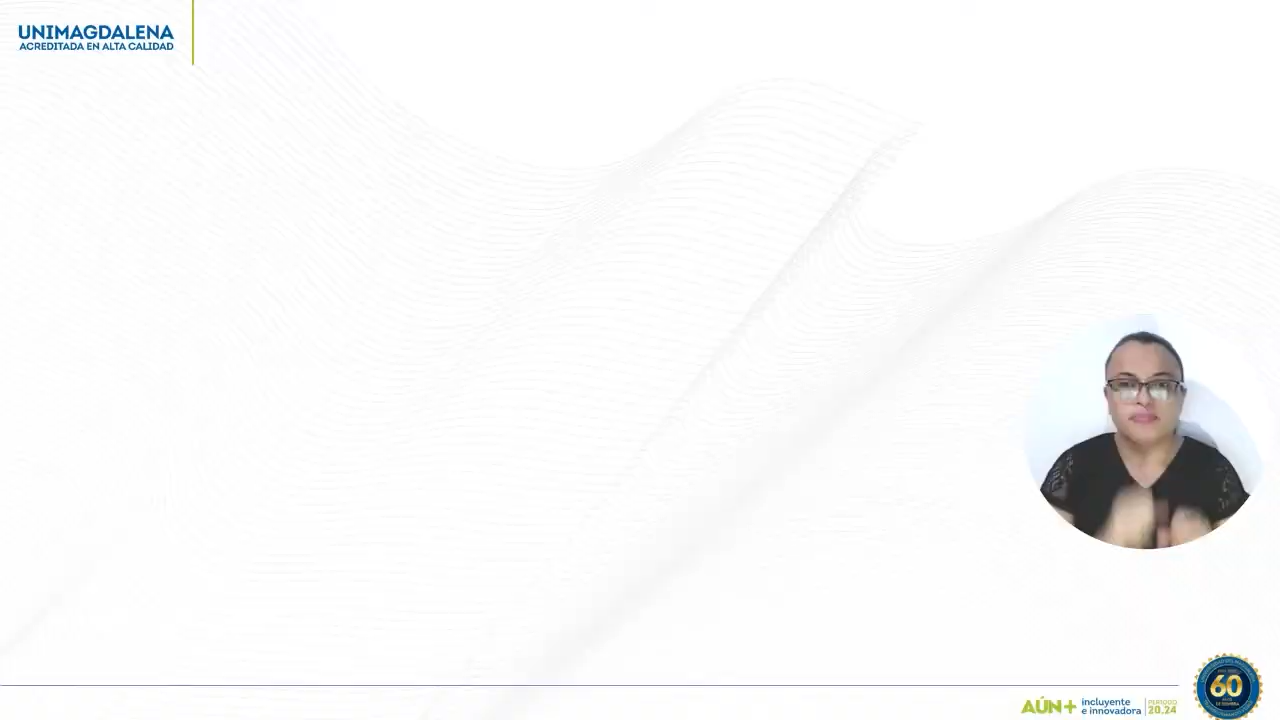 UNIMAGDALENA
ACREDITADA EN ALTA CALIDAD
AÚN+
incluyente
e innovadora
PERIODO
20.24
60